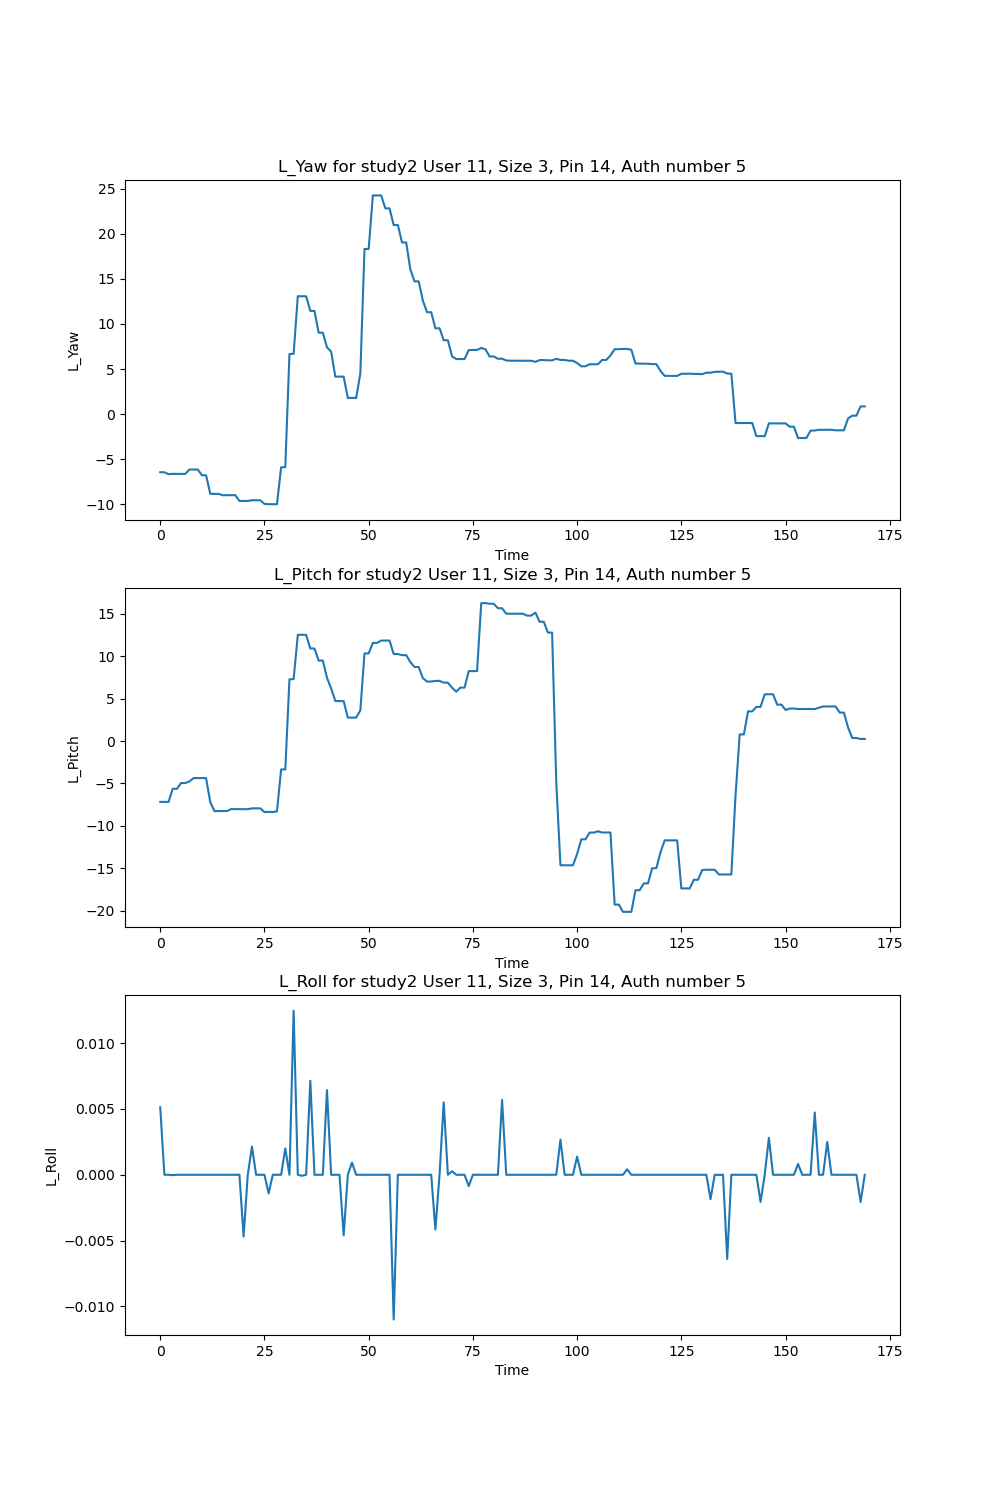 L_Yaw for study2 User 11, Size 3, Pin 14, Auth number 5
25
20
15
10
5
0
−5
−10
L_Yaw
0 25 50 75 100 125 150 175
Time
L_Pitch for study2 User 11, Size 3, Pin 14, Auth number 5
15
10
5
0
−5
−10
−15
−20
L_Pitch
0 25 50 75 100 125 150 175
Time
L_Roll for study2 User 11, Size 3, Pin 14, Auth number 5
0.010
0.005
0.000
−0.005
−0.010
L_Roll
0 25 50 75 100 125 150 175
Time